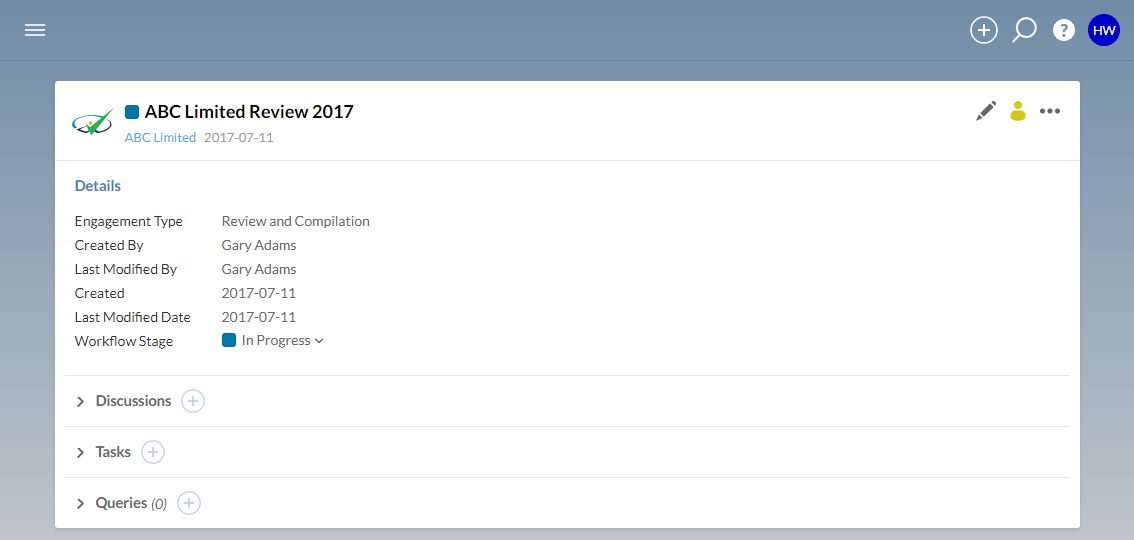 ?
HW
ABC Limited Review 2017
ABC Limited 2017-07-11
Details
Engagement Type Review and Compilation
Created By Gary Adams
Last Modified By Gary Adams
Created 2017-07-11
Last Modified Date 2017-07-11
Workflow Stage In Progress
Discussions
Tasks
Queries (0)